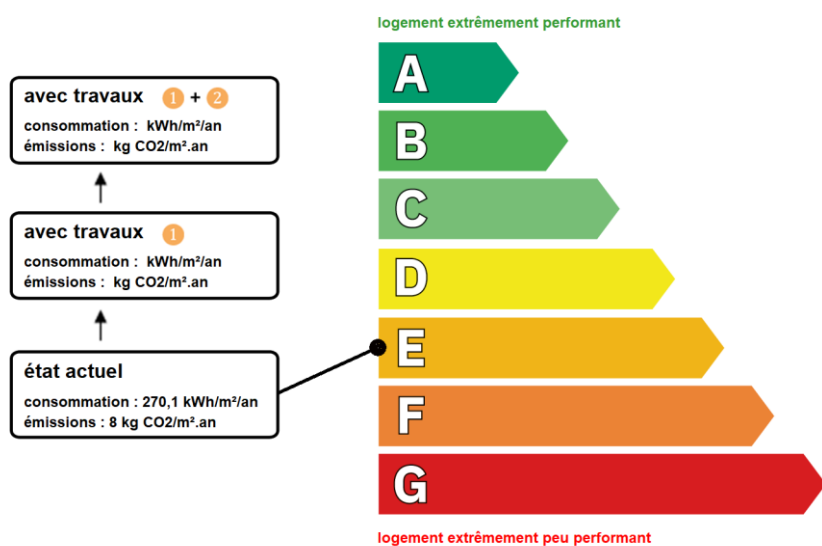 logement extrêmement performant
avec travaux 1 + 2
consommation : kWh/m²/an
émissions : kg CO2/m².an
avec travaux 1
consommation : kWh/m²/an
émissions : kg CO2/m².an
état actuel
consommation : 270,1 kWh/m²/an
émissions : 8 kg CO2/m².an
A
B
C
D
E
F
G
logement extrêmement peu performant